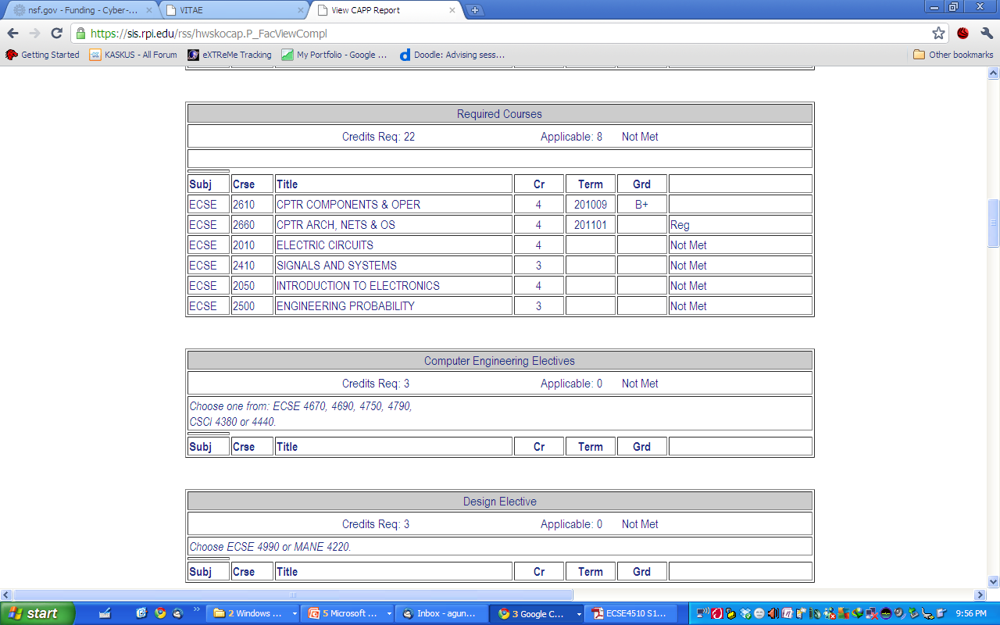 nsf.gov - Funding - Cyber-...
VITAE
View CAPP Report
https://sis.rpi.edu/rss/hwskocap.P_FacViewCompl
Getting Started KASKUS - All Forum eXTReMe Tracking My Portfolio - Google ... Doodle: Advising sess... Other bookmarks
Required Courses
Credits Req: 22 Applicable: 8 Not Met
Subj Crse Title Cr Term Grd
ECSE 2610 CPTR COMPONENTS & OPER 4 201009 B+
ECSE 2660 CPTR ARCH, NETS & OS 4 201101 Reg
ECSE 2010 ELECTRIC CIRCUITS 4 Not Met
ECSE 2410 SIGNALS AND SYSTEMS 3 Not Met
ECSE 2050 INTRODUCTION TO ELECTRONICS 4 Not Met
ECSE 2500 ENGINEERING PROBABILITY 3 Not Met
Computer Engineering Electives
Credits Req: 3 Applicable: 0 Not Met
Choose one from: ECSE 4670, 4690, 4750, 4790,
CSCI 4380 or 4440.
Subj Crse Title Cr Term Grd
Design Elective
Credits Req: 3 Applicable: 0 Not Met
Choose ECSE 4990 or MANE 4220.
Subj Crse Title Cr Term Grd
start 2 Windows ... 5 Microsoft ... Inbox - agun... 3 Google C... ECSE4510 S1... 9:56 PM